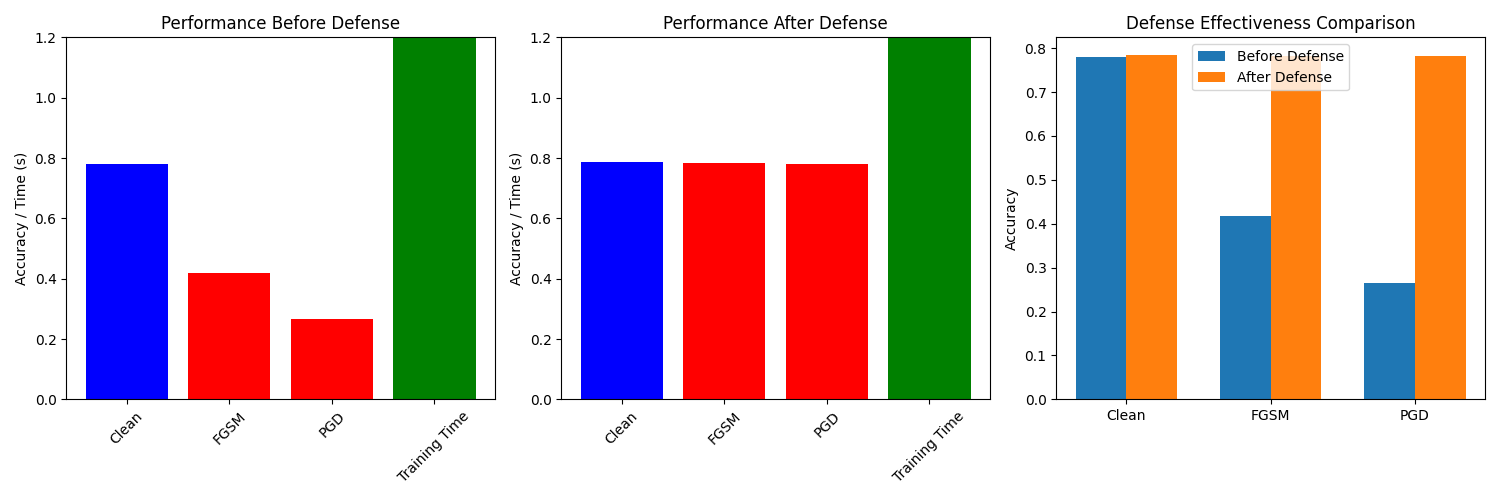 Performance Before Defense
Accuracy / Time (s)
1.2
1.0
0.8
0.6
0.4
0.2
0.0
Clean
FGSM
PGD
Training Time
Performance After Defense
Accuracy / Time (s)
1.2
1.0
0.8
0.6
0.4
0.2
0.0
Clean
FGSM
PGD
Training Time
Defense Effectiveness Comparison
Before Defense
After Defense
Accuracy
0.8
0.7
0.6
0.5
0.4
0.3
0.2
0.1
0.0
Clean
FGSM
PGD